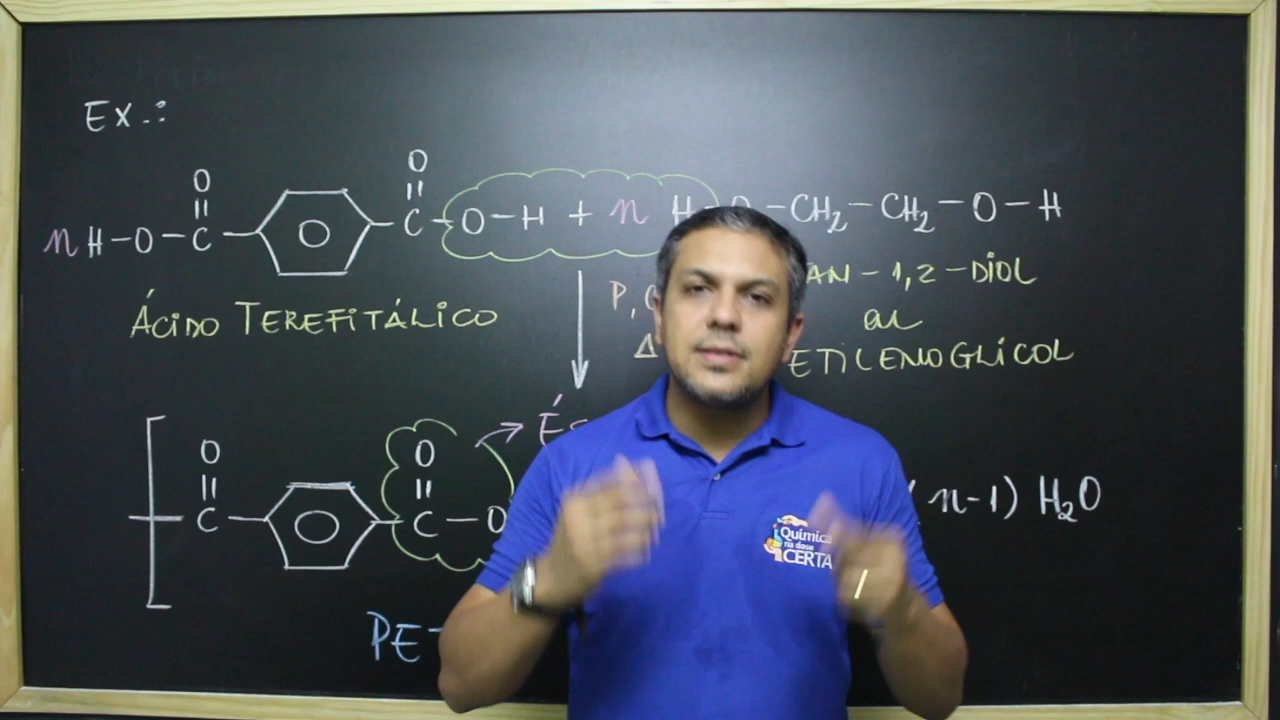 Ex.:
O O
n H-O-C C-O-H + n H O-CH2-CH2-O-H
ÁCIDO TEREFITÁLICO
AN-1,2-DIOL
ou
ETILENOGLICOL
P,
Δ
O O
C C-O
(n-1) H2O
PE
Química
na dose
CERTA